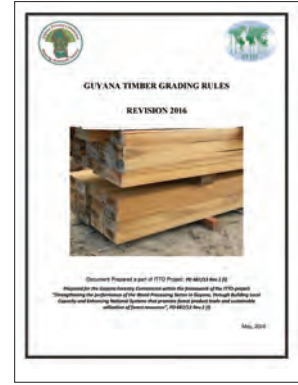 GUYANA TIMBER GRADING RULES
REVISION 2016
Document Prepared a part of ITTO Project: PD 687/13 Rev.1 (I)
Prepared for the Guyana Forestry Commission within the framework of the ITTO project
"Strengthening the performance of the Wood Processing Sector in Guyana, through Building Local
Capacity and Enhancing National Systems that promote forest product trade and sustainable
utilization of forest resources", PD 687/13 Rev.1 (I)
May, 2016